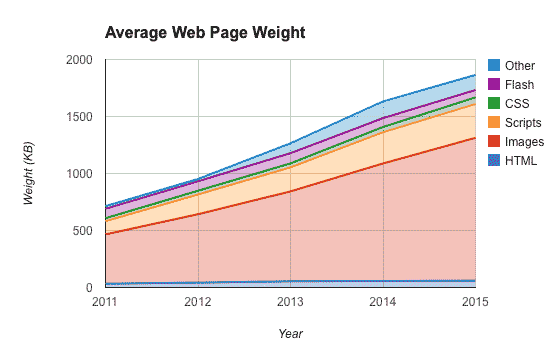 Average Web Page Weight
2000
1500
1000
500
0
Weight (KB)
2011 2012 2013 2014 2015
Year
Other
Flash
CSS
Scripts
Images
HTML